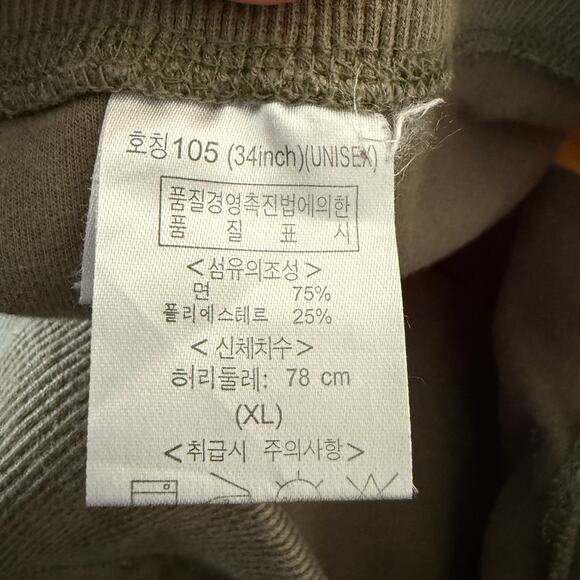 호칭105 (34inch)(UNISEX)
품질경영촉진법에의한
품 질 표 시
<섬유의조성>
면 75%
폴리에스테르 25%
<신체치수>
허리둘레: 78 cm
(XL)
<취급시 주의사항>